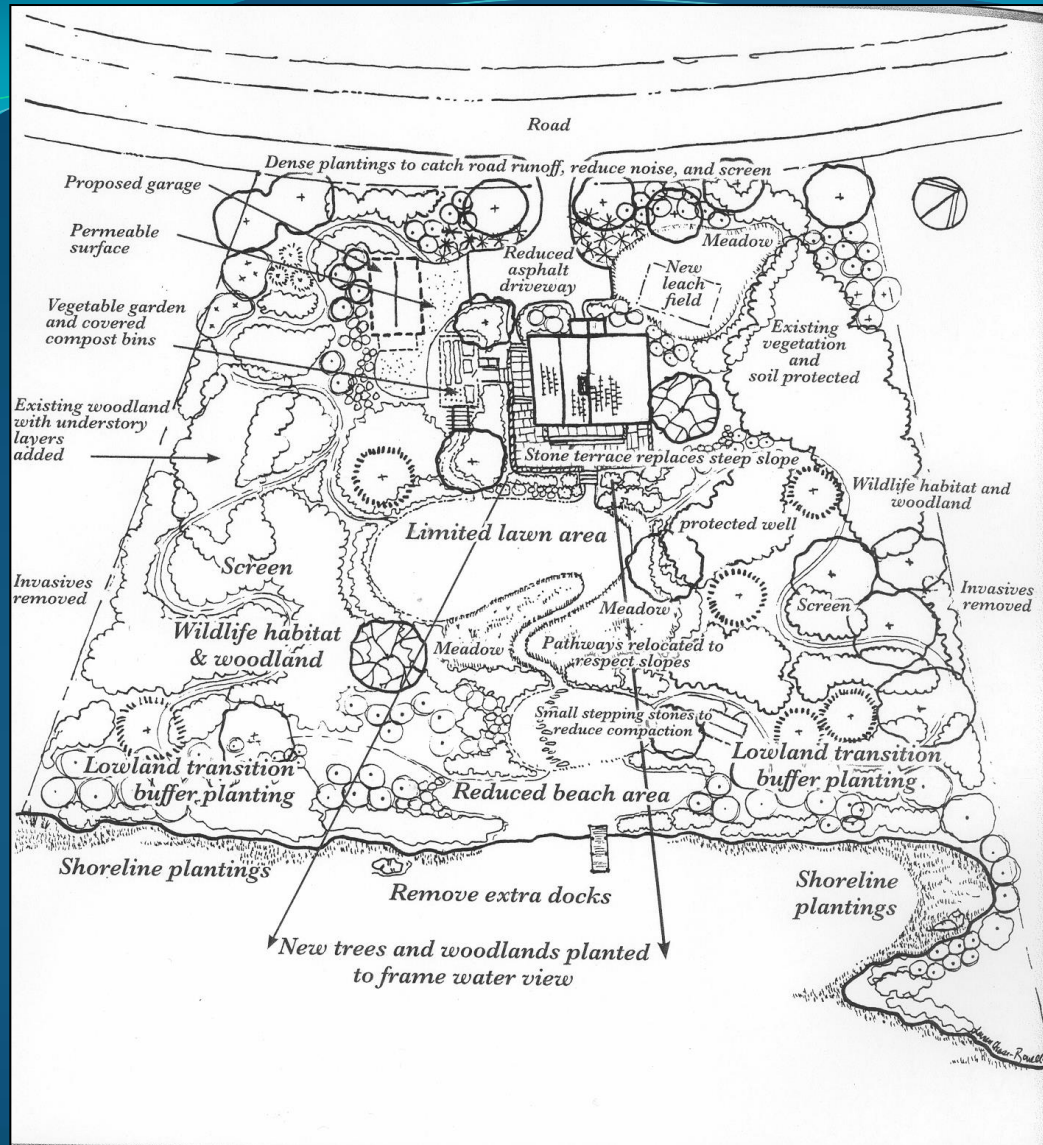 Road
Dense plantings to catch road runoff, reduce noise, and screen
Proposed garage
Permeable
surface
Vegetable garden
and covered
compost bins
Existing woodland
with understory
layers
added
Invasives
removed
Reduced
asphalt
driveway
Meadow
New
leach
field
Existing
vegetation
and
soil protected
Stone terrace replaces steep slope
Wildlife habitat and
woodland
Limited lawn area
protected well
Screen
Meadow
Screen
Invasives
removed
Wildlife habitat
& woodland
Meadow
Pathways relocated to
respect slopes
Small stepping stones to
reduce compaction
Lowland transition
buffer planting
Lowland transition
buffer planting
Reduced beach area
Shoreline plantings
Remove extra docks
Shoreline
plantings
New trees and woodlands planted
to frame water view